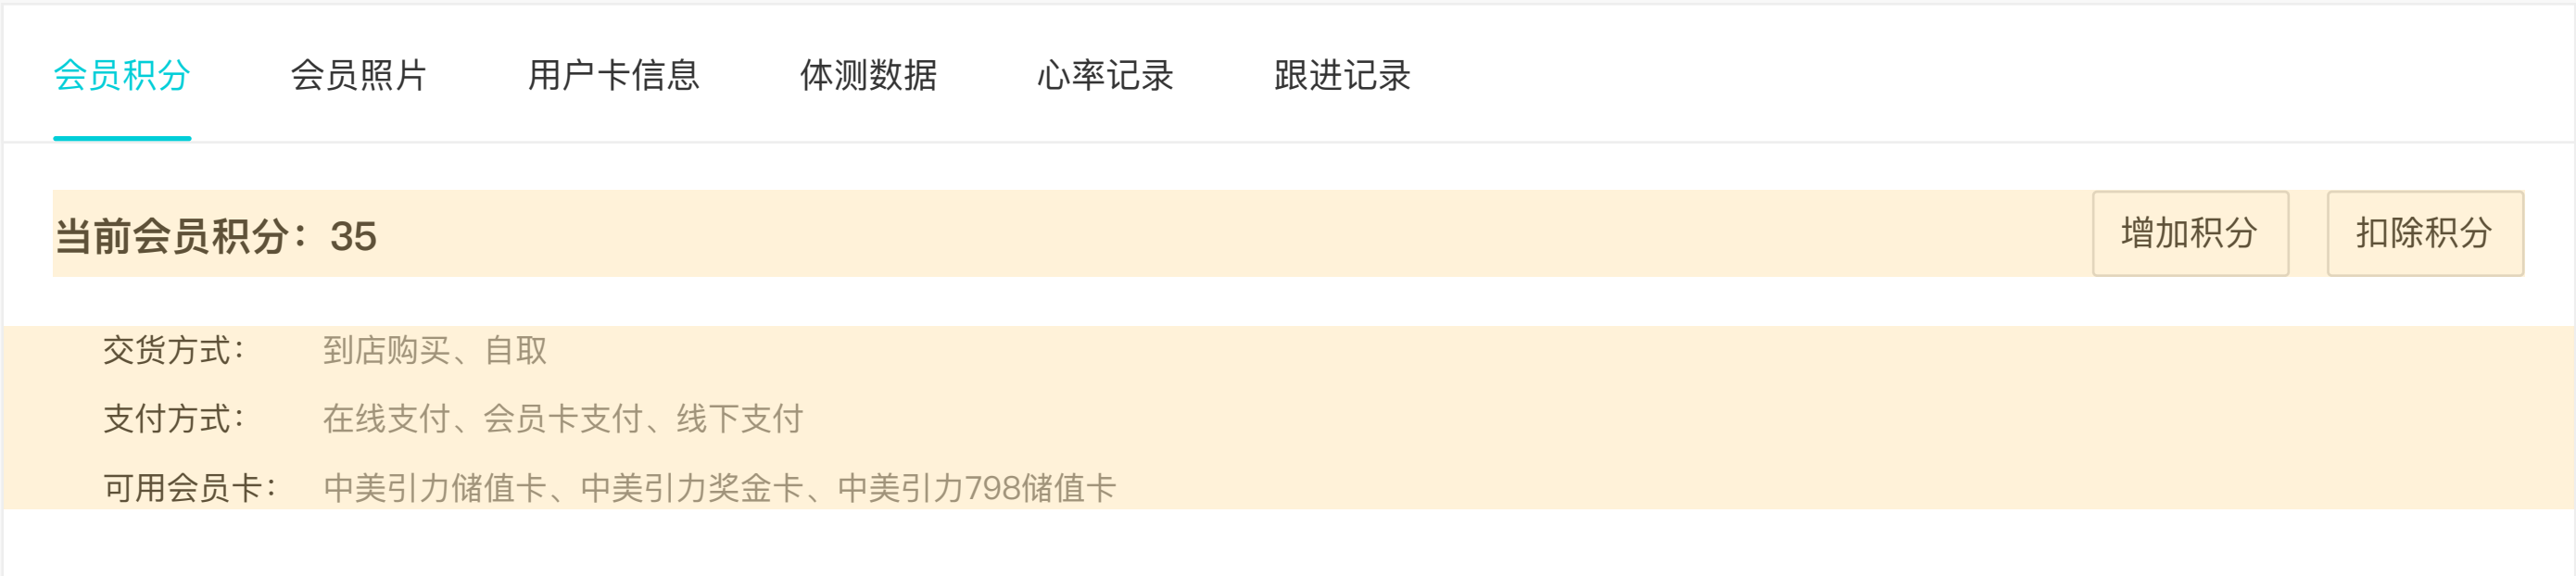 会员积分 会员照片 用户卡信息 体测数据 心率记录 跟进记录
当前会员积分：35 增加积分 扣除积分
交货方式： 到店购买、自取
支付方式： 在线支付、会员卡支付、线下支付
可用会员卡： 中美引力储值卡、中美引力奖金卡、中美引力798储值卡